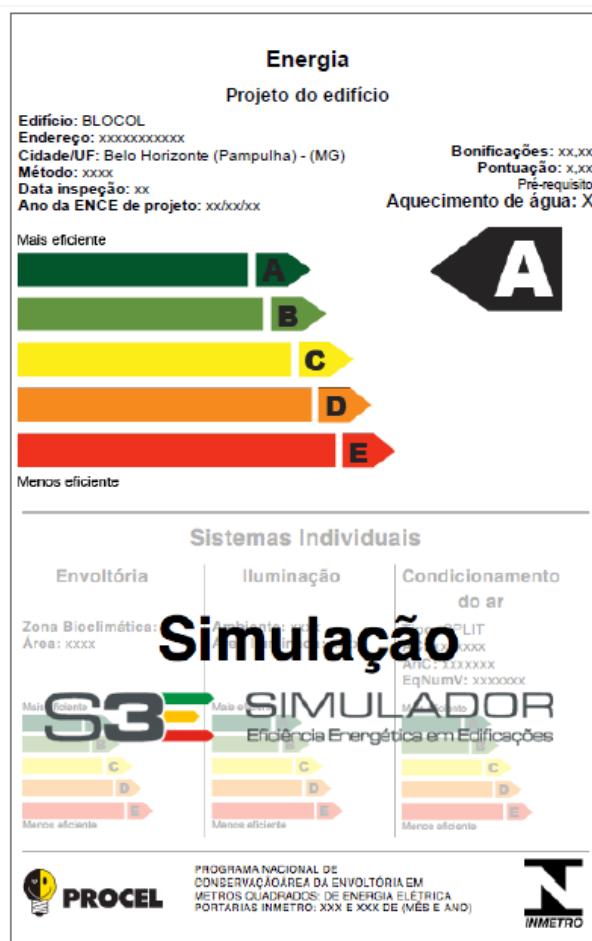 Energia
Projeto do edifício
Edifício: BLOCOL
Endereço: xxxxxxxxxxx
Cidade/UF: Belo Horizonte (Pampulha) - (MG)
Método: xxxx
Data inspeção: xx
Ano da ENCE de projeto: xx/xx/xx
Bonificações: xx,xx
Pontuação: x,xx
Pré-requisito
Aquecimento de água: X
Mais eficiente
A
A
B
C
D
E
Menos eficiente
Sistemas Individuais
Envoltória
Zona Bioclimática:
Área: xxxx
Iluminação
Condicionamento
do ar
SPLIT
EqNumV: xxxxxxx
Simulação
S3E SIMULADOR
Eficiência Energética em Edificações
Mais eficiente
B
C
D
E
Menos eficiente
B
C
D
E
Menos eficiente
B
C
D
E
Menos eficiente
PROCEL
PROGRAMA NACIONAL DE
CONSERVAÇÃOÁREA DA ENVOLTÓRIA EM
METROS QUADRADOS: DE ENERGIA ELÉTRICA
PORTARIAS INMETRO: XXX E XXX DE (MÊS E ANO)
INMETRO